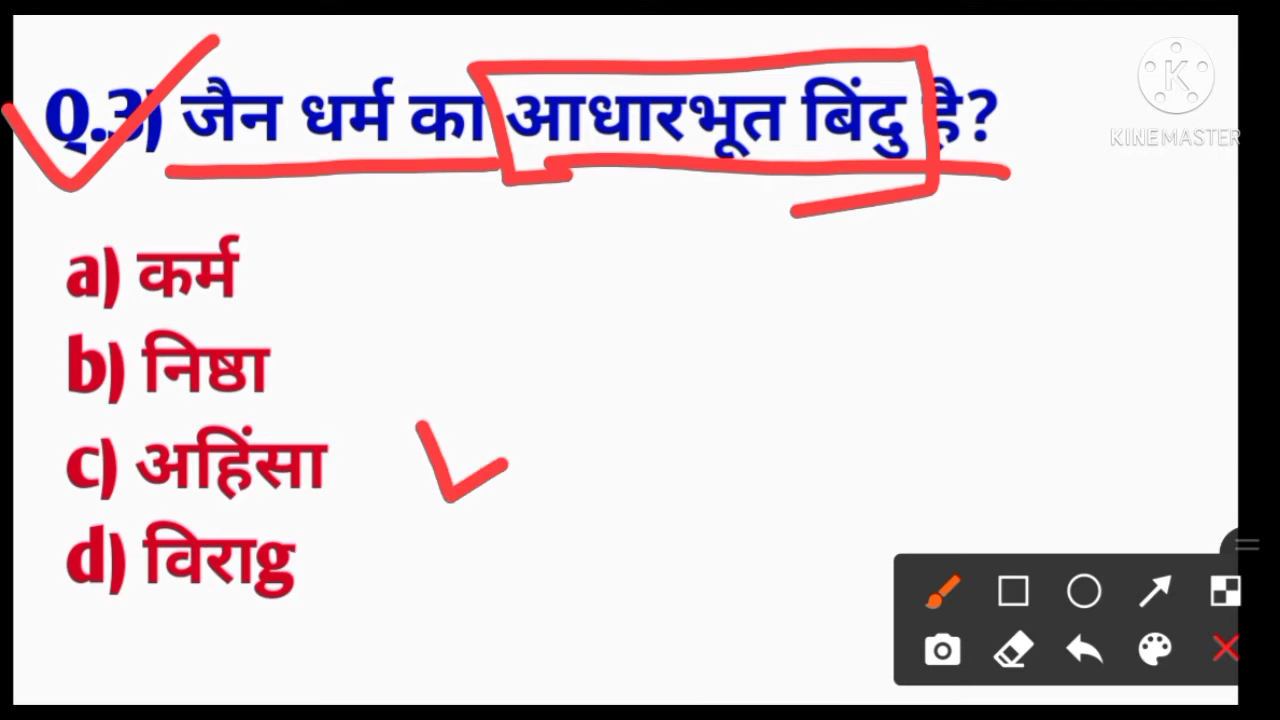 Q.3) जैन धर्म का आधारभूत बिंदु है?
KINEMASTER
a) कर्म
b) निष्ठा
c) अहिंसा
d) विराg